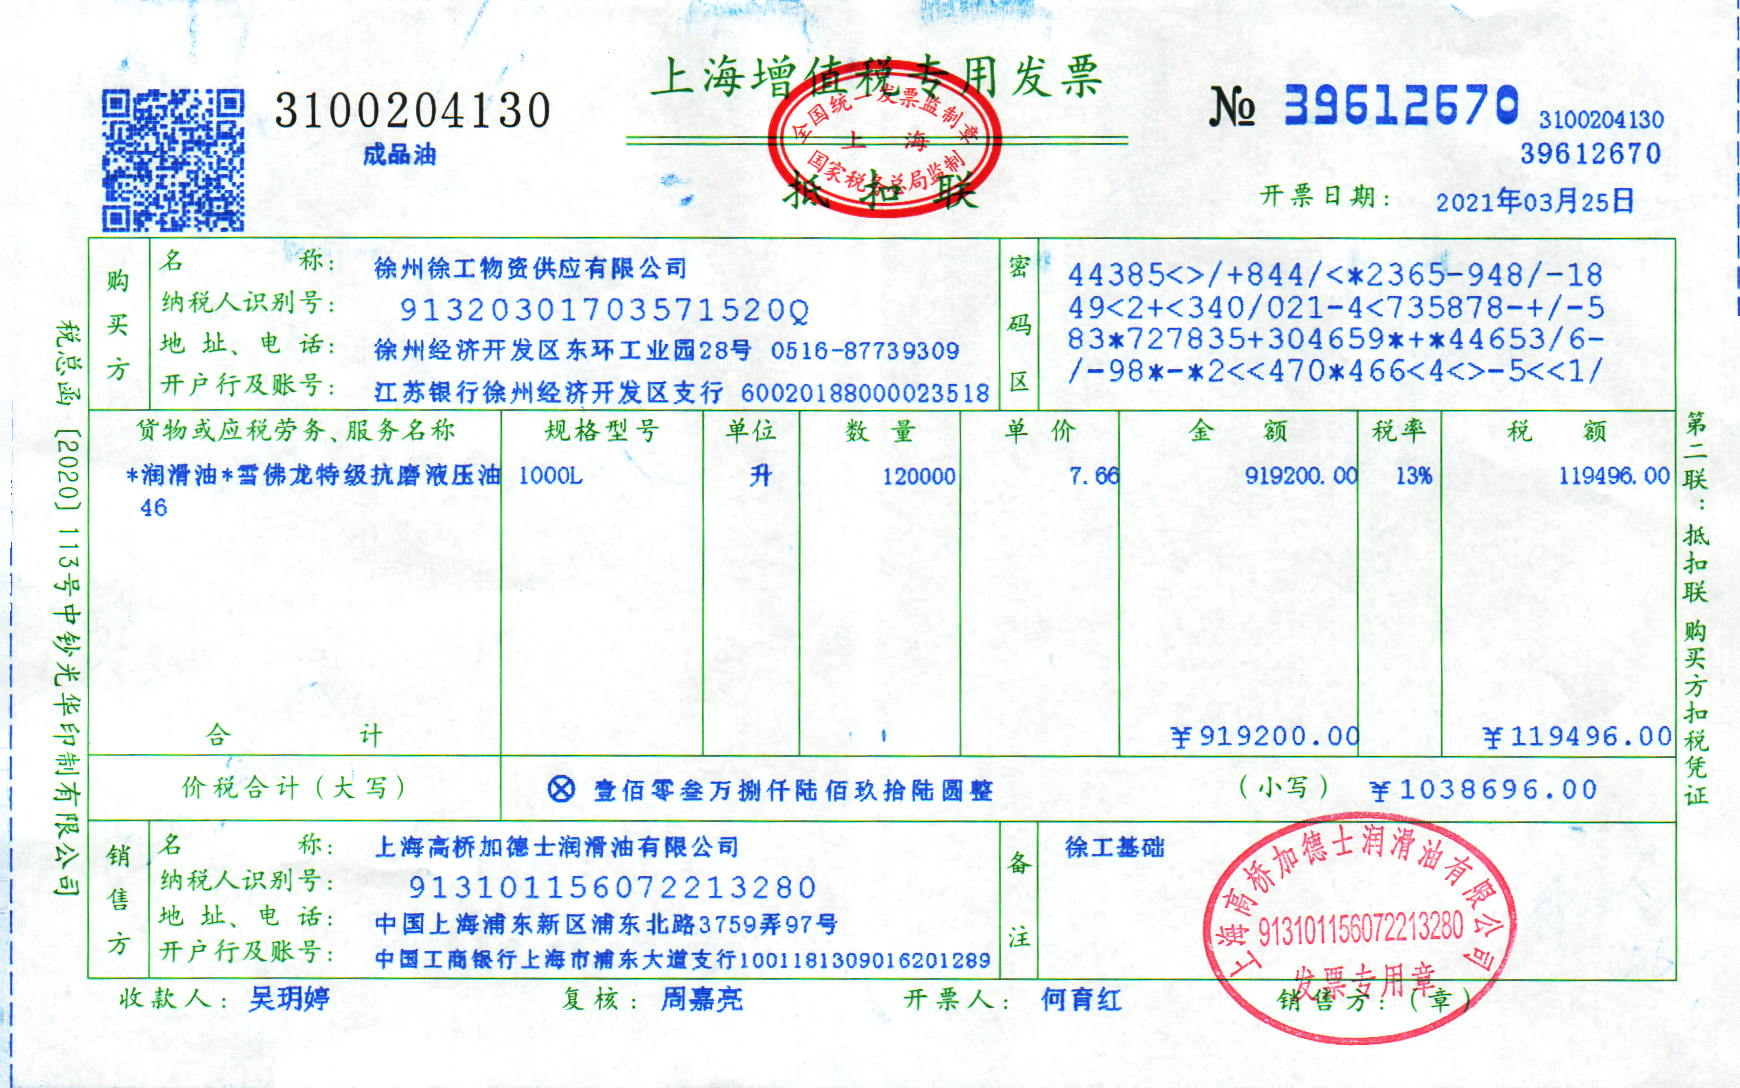 上海增值税专用发票
全国统一发票监制章
上海
国家税务总局监制
抵扣联
3100204130
成品油
№ 39612670
3100204130
39612670
开票日期: 2021年03月25日
购买方
名称: 徐州徐工物资供应有限公司
纳税人识别号: 91320301703571520Q
地址、电话: 徐州经济开发区东环工业园28号 0516-87739309
开户行及账号: 江苏银行徐州经济开发区支行 60020188000023518
密码区
44385<>/+844/<*2365-948/-18
49<2+<340/021-4<735878-+/-5
83*727835+304659*+*44653/6-
/-98*-*2<<470*466<4<>-5<<1/
货物或应税劳务、服务名称 规格型号 单位 数量 单价 金额 税率 税额
*润滑油*雪佛龙特级抗磨液压油 1000L 升 120000 7.66 919200.00 13% 119496.00
46
合计 ¥919200.00 ¥119496.00
价税合计(大写) ⊗壹佰零叁万捌仟陆佰玖拾陆圆整 (小写) ¥1038696.00
销售方
名称: 上海高桥加德士润滑油有限公司
纳税人识别号: 913101156072213280
地址、电话: 中国上海浦东新区浦东北路3759弄97号
开户行及账号: 中国工商银行上海市浦东大道支行1001181309016201289
备注
徐工基础
上海高桥加德士润滑油有限公司
913101156072213280
发票专用章
收款人: 吴玥婷 复核: 周嘉亮 开票人: 何育红 销售方:(章)
税总函〔2020〕113号中钞光华印制有限公司
第二联:抵扣联 购买方扣税凭证